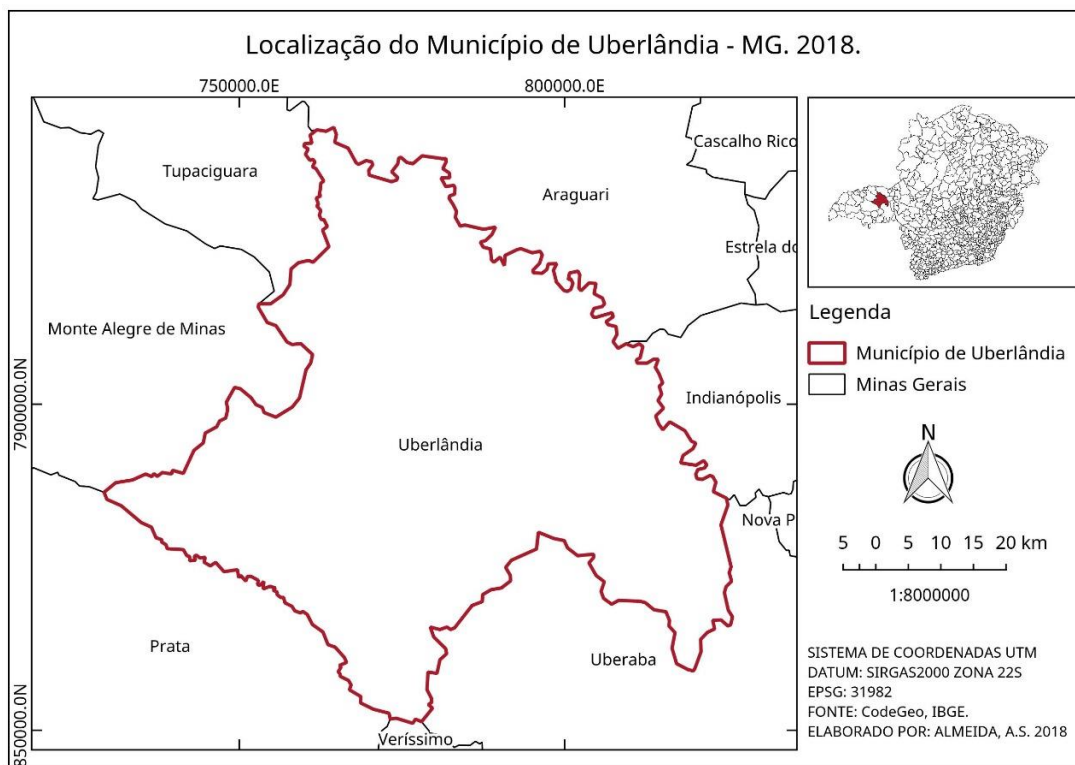 Localização do Município de Uberlândia - MG. 2018.
750000.0E
800000.0E
Tupaciguara
Araguari
Cascalho Rico
Estrela do
Monte Alegre de Minas
Indianópolis
7900000.0N
Uberlândia
Nova P
Prata
Uberaba
850000.0N
Veríssimo
Legenda
Município de Uberlândia
Minas Gerais
N
5 0 5 10 15 20 km
1:8000000
SISTEMA DE COORDENADAS UTM
DATUM: SIRGAS2000 ZONA 22S
EPSG: 31982
FONTE: CodeGeo, IBGE.
ELABORADO POR: ALMEIDA, A.S. 2018